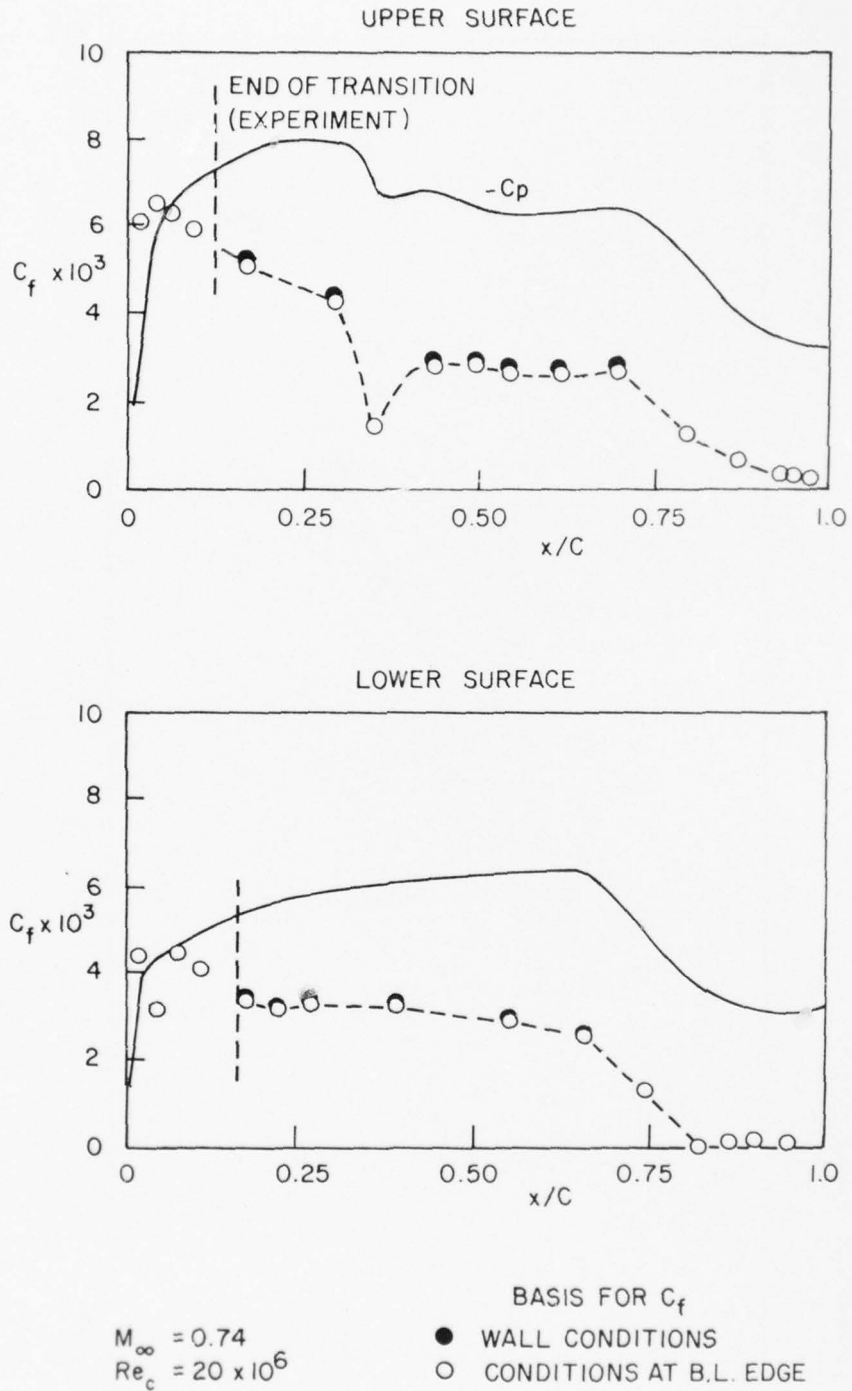 UPPER SURFACE
10
8
6
4
2
0
C_f × 10^3
END OF TRANSITION
(EXPERIMENT)
-Cp
0 0.25 0.50 0.75 1.0
x/C
LOWER SURFACE
10
8
6
4
2
0
C_f × 10^3
0 0.25 0.50 0.75 1.0
x/C
BASIS FOR C_f
M_∞ = 0.74
● WALL CONDITIONS
Re_c = 20 × 10^6
○ CONDITIONS AT B.L. EDGE